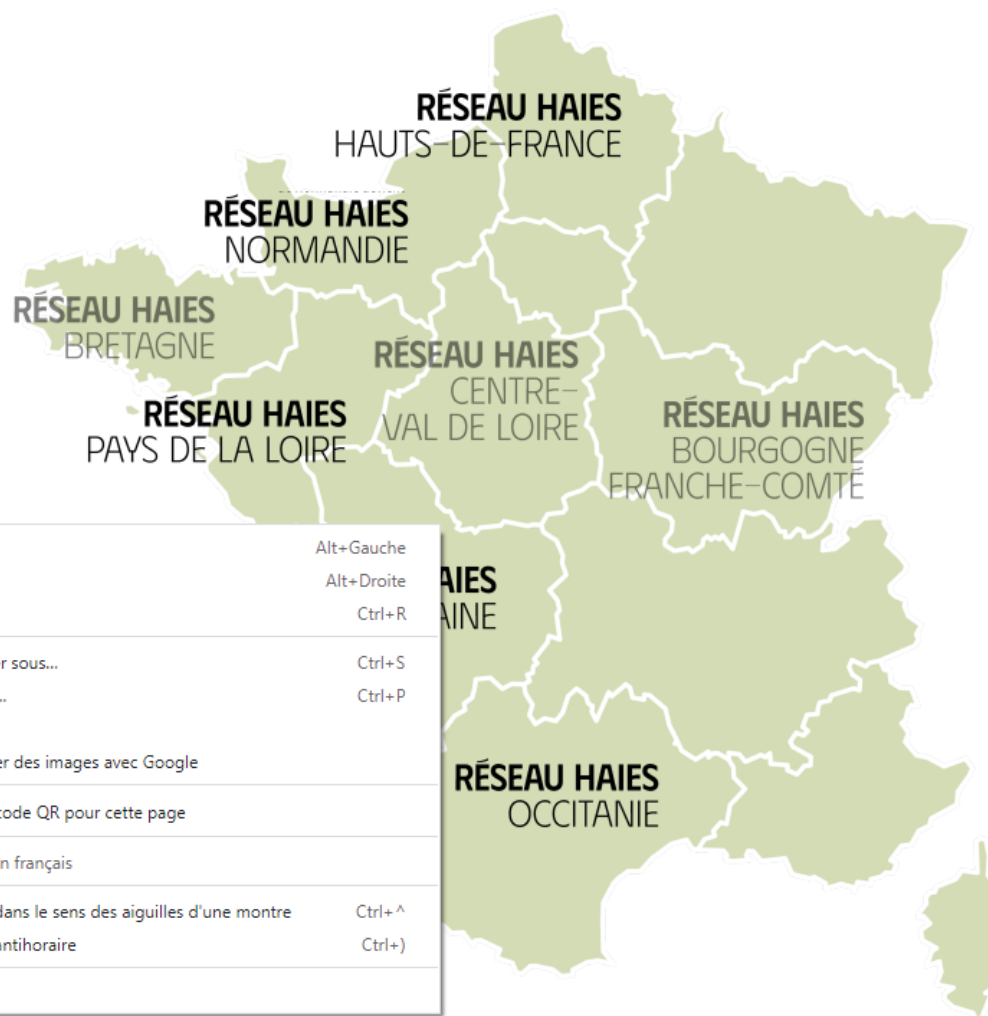 RÉSEAU HAIES
HAUTS-DE-FRANCE
RÉSEAU HAIES
NORMANDIE
RÉSEAU HAIES
BRETAGNE
RÉSEAU HAIES
CENTRE-
VAL DE LOIRE
RÉSEAU HAIES
PAYS DE LA LOIRE
RÉSEAU HAIES
BOURGOGNE
FRANCHE-COMTÉ
AIES
AINE
RÉSEAU HAIES
OCCITANIE
Alt+Gauche
Alt+Droite
Ctrl+R
r sous... Ctrl+S
... Ctrl+P
er des images avec Google
code QR pour cette page
n français
dans le sens des aiguilles d'une montre Ctrl+^
antihoraire Ctrl+)